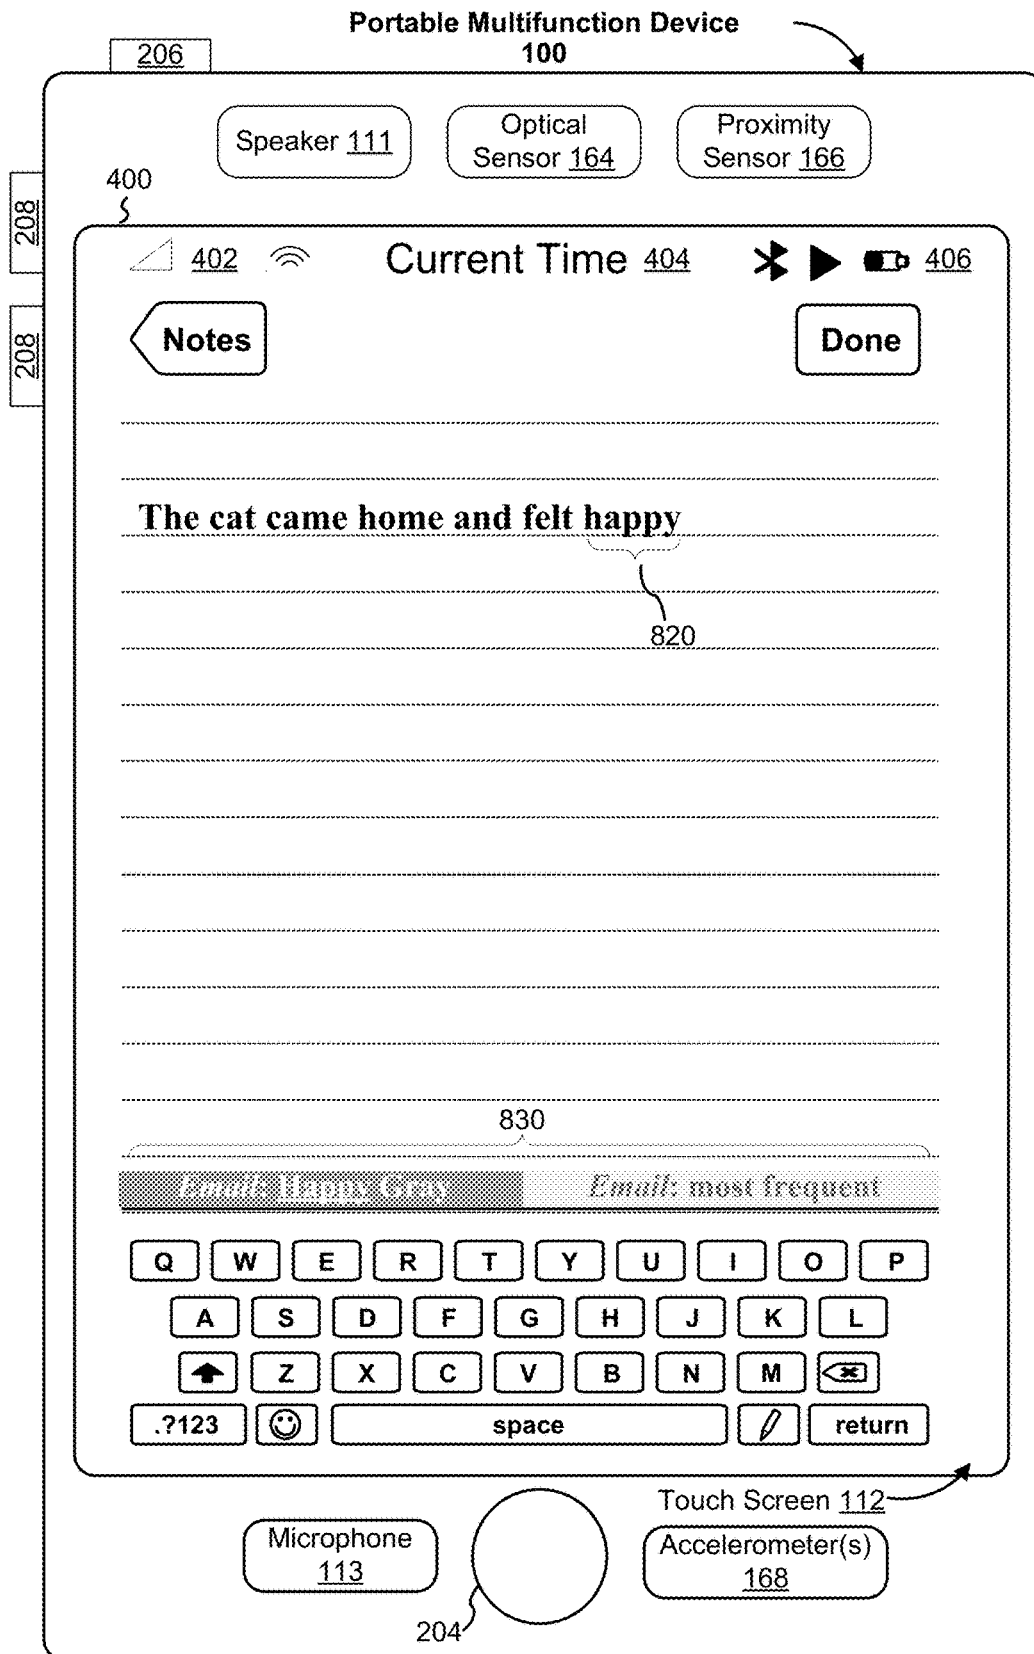 Portable Multifunction Device
100
206
Speaker 111
Optical
Sensor 164
Proximity
Sensor 166
400
208
402
Current Time 404
406
208
Notes
Done
The cat came home and felt happy
820
830
Email: Happy Gray
Email: most frequent
Q W E R T Y U I O P
A S D F G H J K L
Z X C V B N M
.?123
space
return
Touch Screen 112
Microphone
113
Accelerometer(s)
168
204